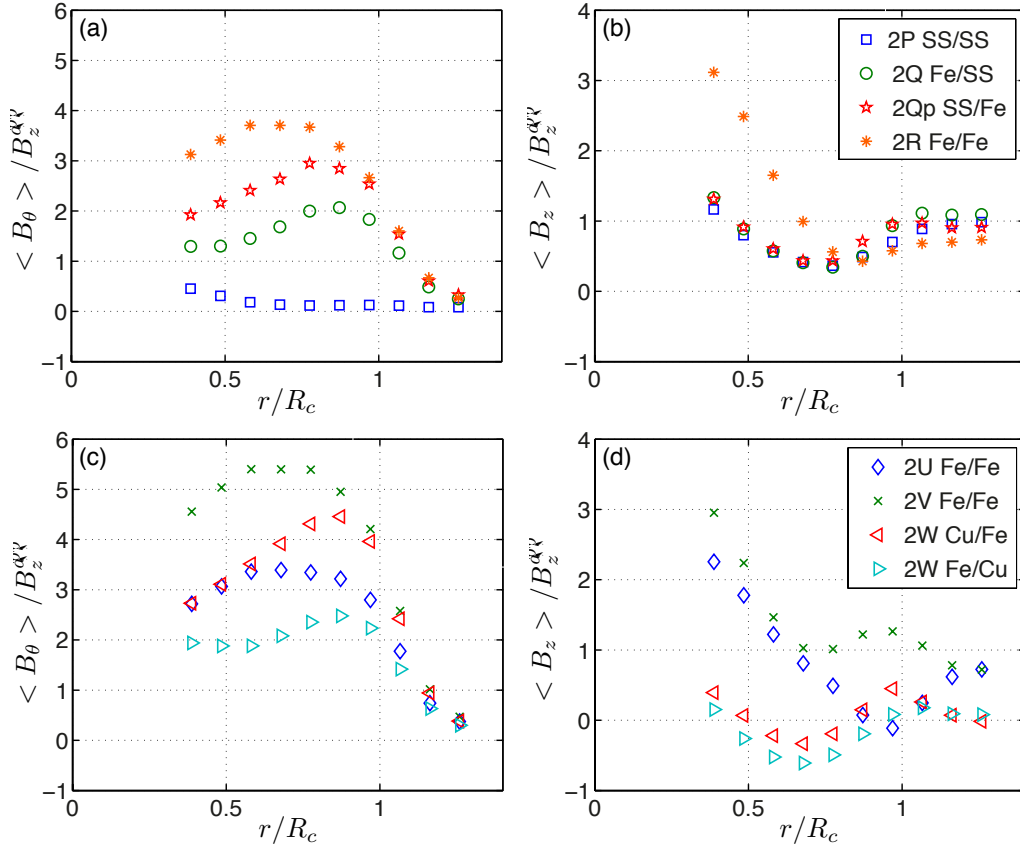 (a)
6
5
4
3
2
1
0
−1
0
0.5
1
r/R_c
< B_θ > /B_z
(b)
4
3
2
1
0
−1
0
0.5
1
r/R_c
< B_z > /B_z
2P SS/SS
2Q Fe/SS
2Qp SS/Fe
2R Fe/Fe
(c)
6
5
4
3
2
1
0
−1
0
0.5
1
r/R_c
< B_θ > /B_z
(d)
4
3
2
1
0
−1
0
0.5
1
r/R_c
< B_z > /B_z
2U Fe/Fe
2V Fe/Fe
2W Cu/Fe
2W Fe/Cu